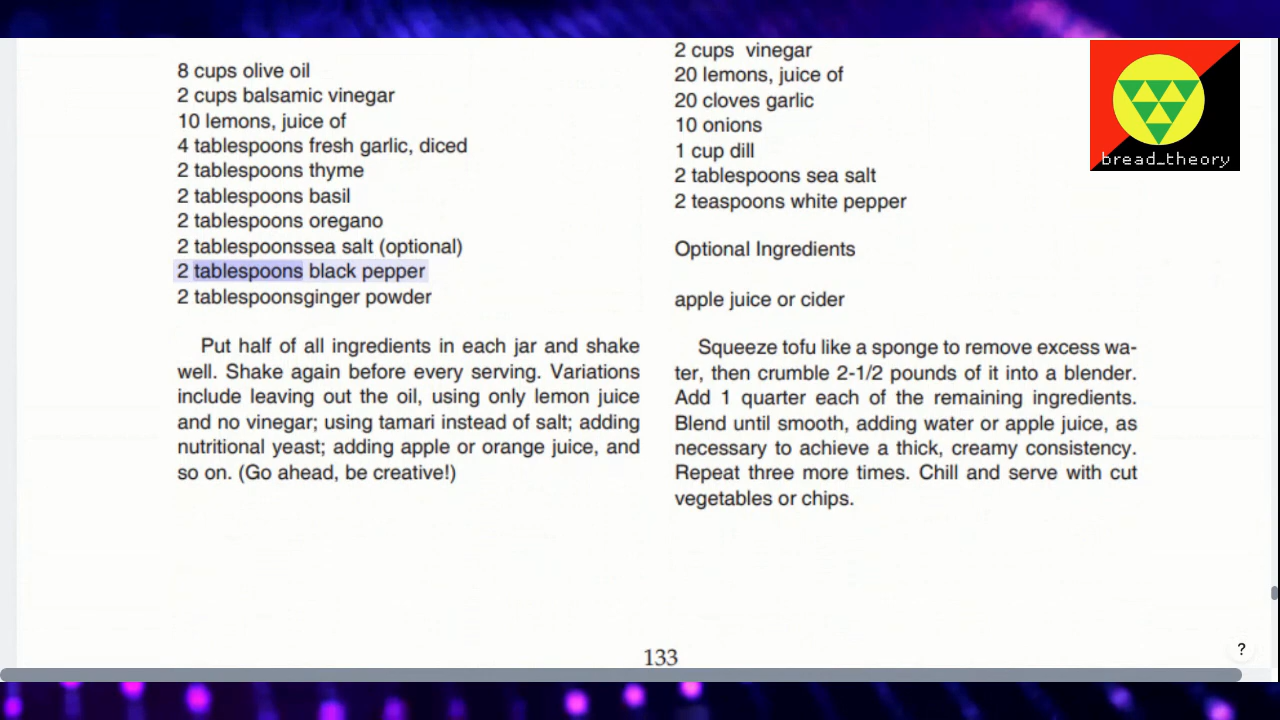 8 cups olive oil
2 cups balsamic vinegar
10 lemons, juice of
4 tablespoons fresh garlic, diced
2 tablespoons thyme
2 tablespoons basil
2 tablespoons oregano
2 tablespoonssea salt (optional)
2 tablespoons black pepper
2 tablespoonsginger powder
Put half of all ingredients in each jar and shake
well. Shake again before every serving. Variations
include leaving out the oil, using only lemon juice
and no vinegar; using tamari instead of salt; adding
nutritional yeast; adding apple or orange juice, and
so on. (Go ahead, be creative!)
2 cups  vinegar
20 lemons, juice of
20 cloves garlic
10 onions
1 cup dill
2 tablespoons sea salt
2 teaspoons white pepper
Optional Ingredients
apple juice or cider
Squeeze tofu like a sponge to remove excess wa-
ter, then crumble 2-1/2 pounds of it into a blender.
Add 1 quarter each of the remaining ingredients.
Blend until smooth, adding water or apple juice, as
necessary to achieve a thick, creamy consistency.
Repeat three more times. Chill and serve with cut
vegetables or chips.
133
bread_theory
?